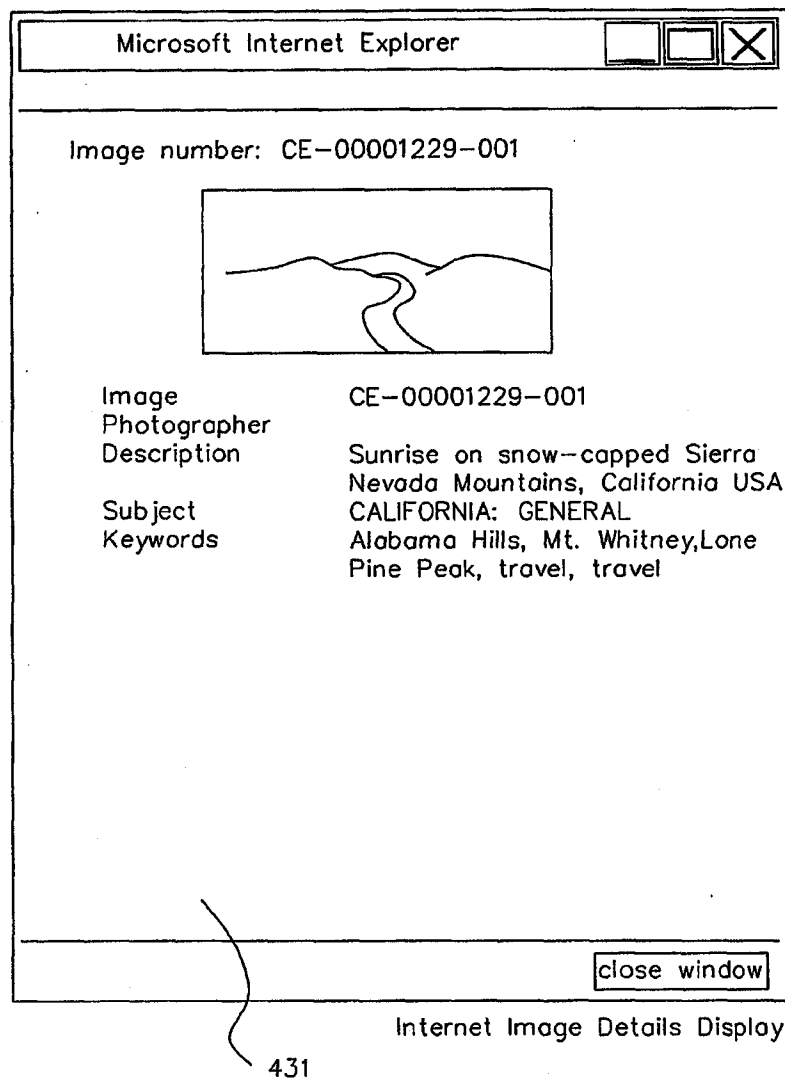 Microsoft Internet Explorer
Image number: CE-00001229-001
Image CE-00001229-001
Photographer
Description Sunrise on snow-capped Sierra
Nevada Mountains, California USA
Subject CALIFORNIA: GENERAL
Keywords Alabama Hills, Mt. Whitney,Lone
Pine Peak, travel, travel
close window
Internet Image Details Display
431